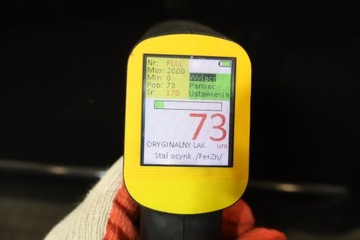 Nr: FULL
Max: 2000
Min: 0
Pop: 73
Śr: 170
Wyłącz
Pamięć
Ustawienia
73
um
ORYGINALNY LAK.
Stal ocynk. /Fe+Zn/